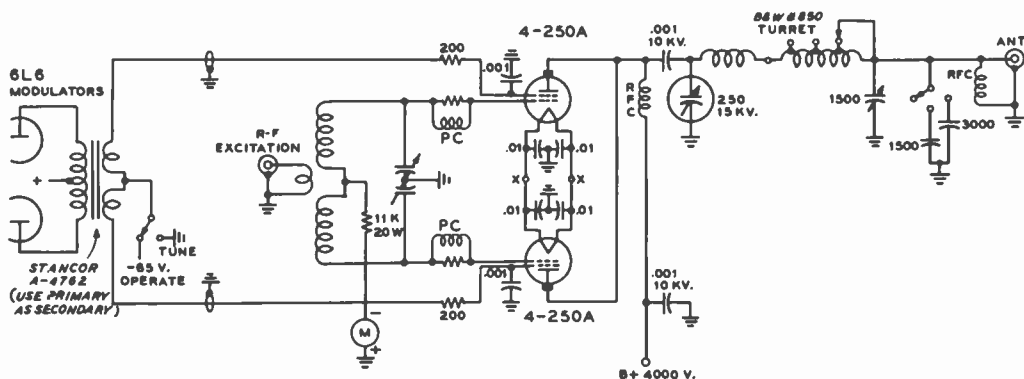 6L6
MODULATORS
+
STANCOR
A-4762
(USE PRIMARY
AS SECONDARY)
TUNE
-65 V.
OPERATE
R-F
EXCITATION
200
.001
PC
11 K
20W
PC
.001
200
M
-
+
4-250A
.01
.01
X
X
.01
.01
4-250A
RFC
.001
10 KV.
250
15 KV.
.001
10 KV.
B+ 4000 V.
B&W 850
TURRET
1500
1500
3000
RFC
ANT